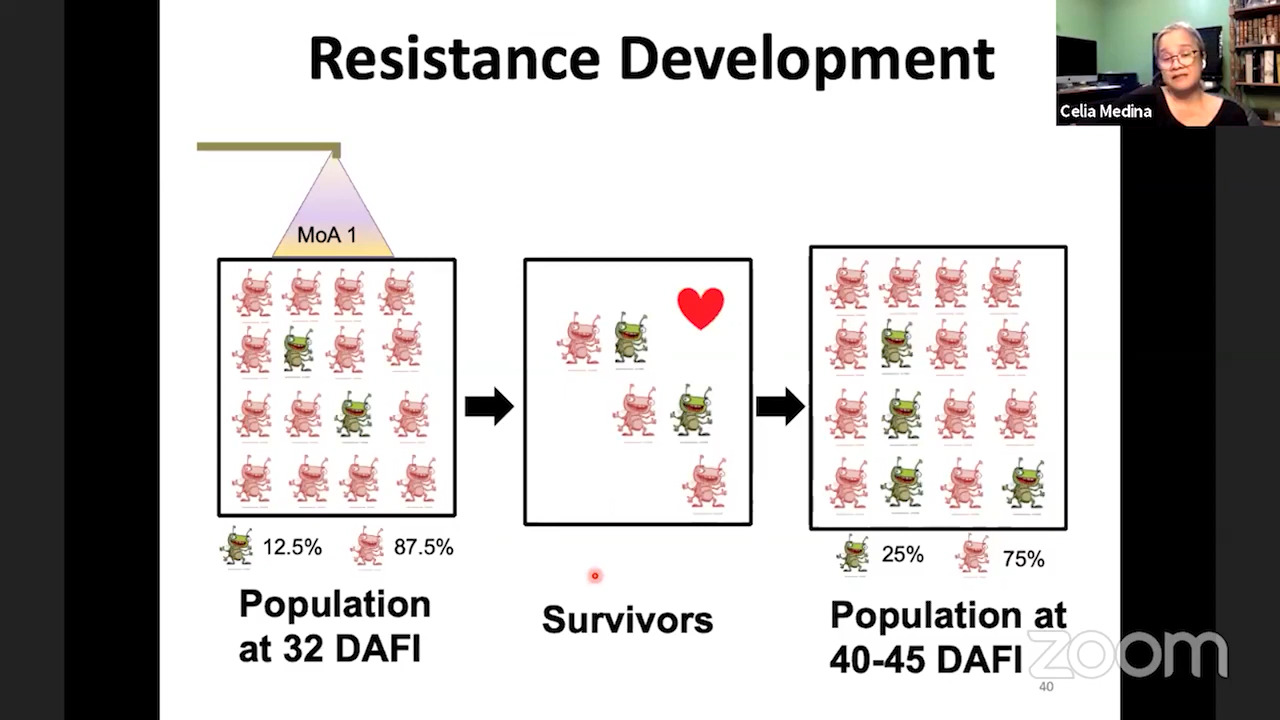 Resistance Development
Celia Medina
MoA 1
12.5%
87.5%
25%
75%
Population
at 32 DAFI
Survivors
Population at
40-45 DAFI
zoom
40